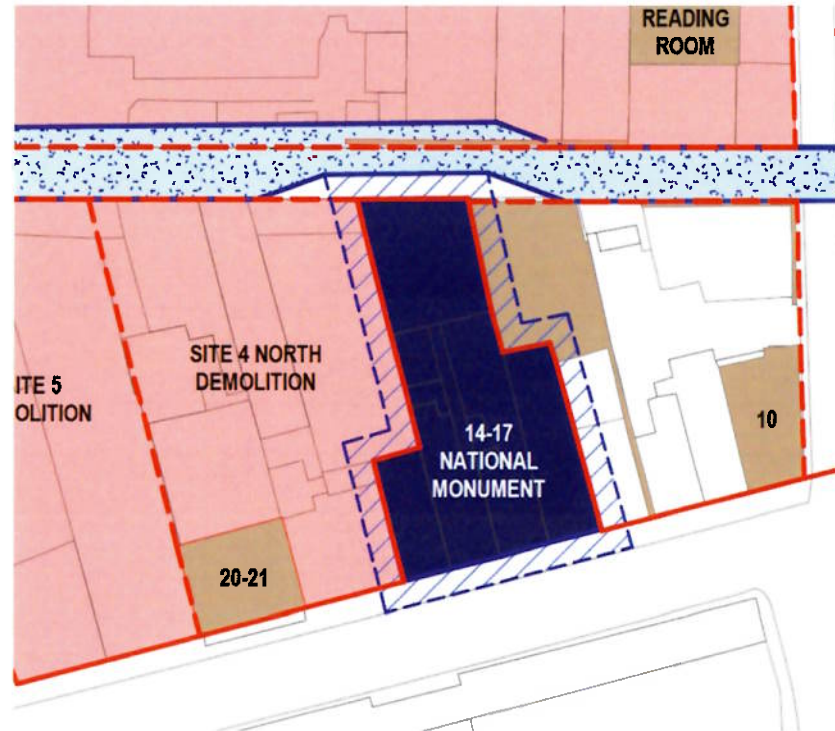 READING
ROOM
SITE 4 NORTH
DEMOLITION
ITE 5
OLITION
14-17
NATIONAL
MONUMENT
10
20-21